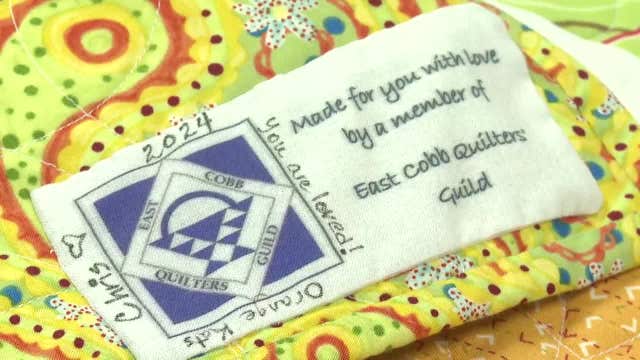 2024
You are loved!
Orange Kids
Chris
EAST
COBB
QUILTERS
GUILD
Made for you with love
by a member of
East Cobb Quilters'
Guild